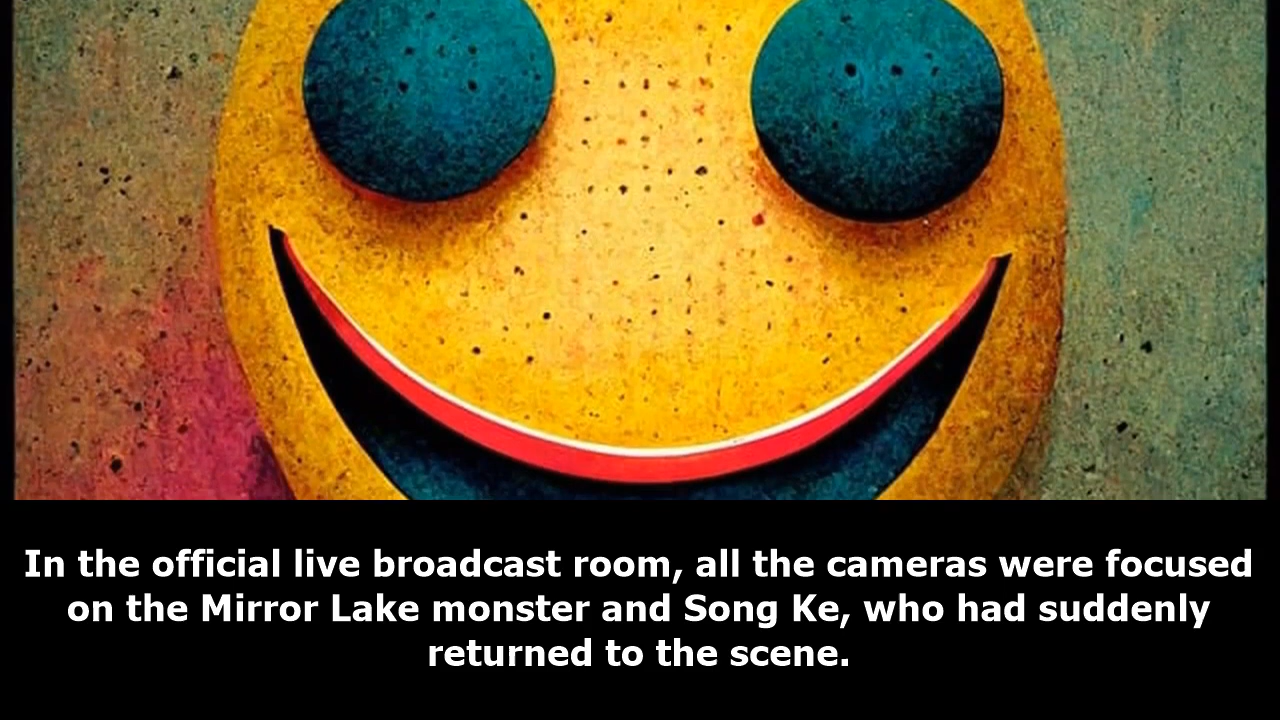 In the official live broadcast room, all the cameras were focused
on the Mirror Lake monster and Song Ke, who had suddenly
returned to the scene.